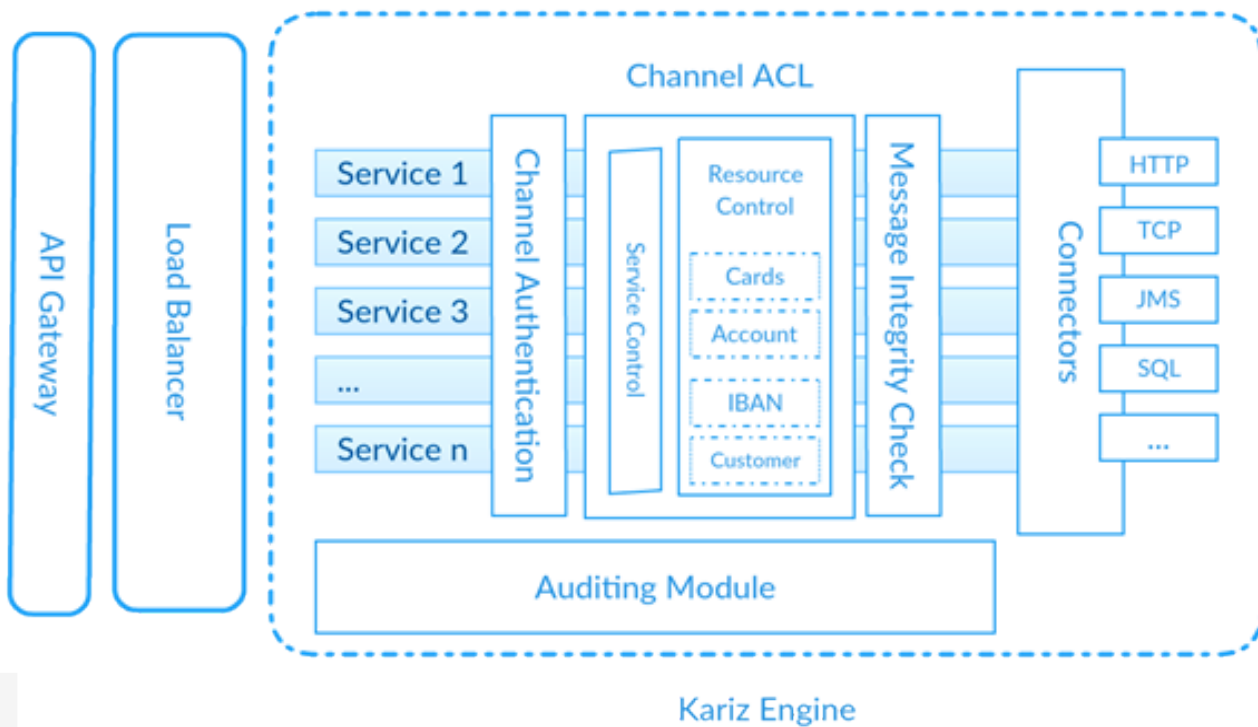 API Gateway
Load Balancer
Channel ACL
Service 1
Service 2
Service 3
...
Service n
Channel Authentication
Service Control
Resource
Control
Cards
Account
IBAN
Customer
Message Integrity Check
Connectors
HTTP
TCP
JMS
SQL
...
Auditing Module
Kariz Engine